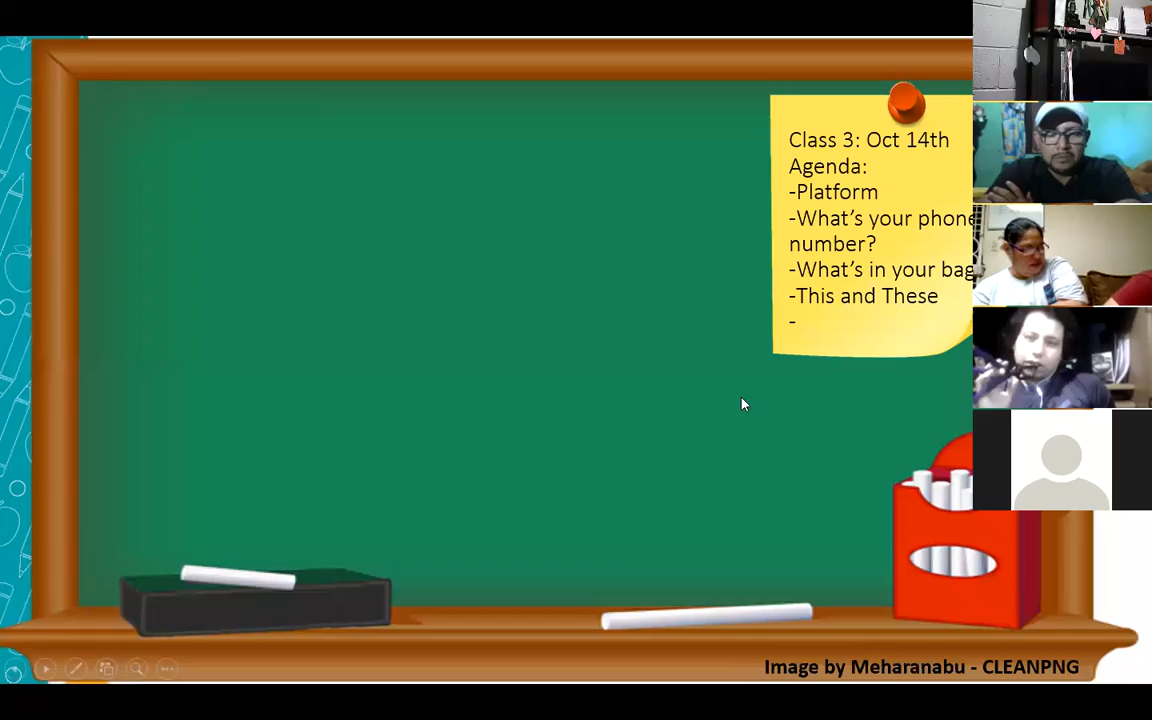 Class 3: Oct 14th
Agenda:
-Platform
-What's your phone
number?
-What's in your bag
-This and These
-
Image by Meharanabu - CLEANPNG